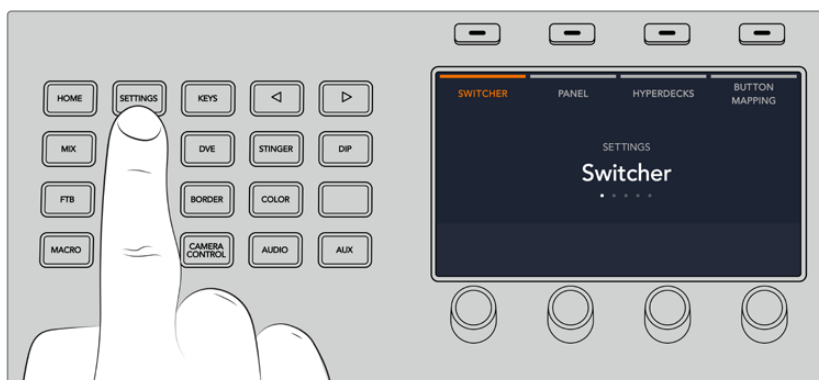 HOME
SETTINGS
KEYS
MIX
DVE
STINGER
DIP
FTB
BORDER
COLOR
MACRO
CAMERA
CONTROL
AUDIO
AUX
SWITCHER
PANEL
HYPERDECKS
BUTTON
MAPPING
SETTINGS
Switcher